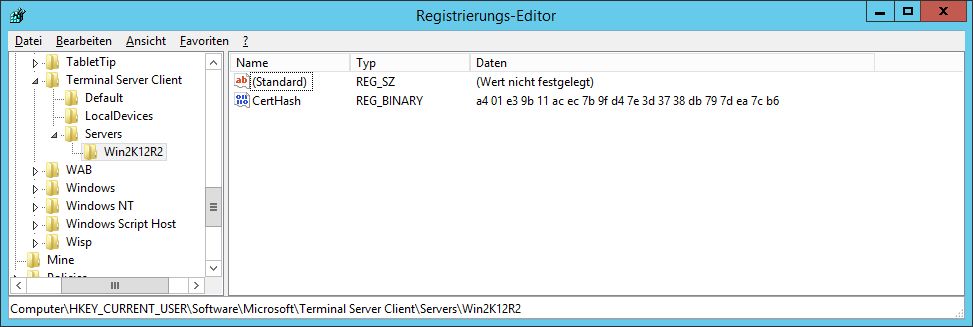 Registrierungs-Editor
Datei Bearbeiten Ansicht Favoriten ?
TabletTip
Terminal Server Client
Default
LocalDevices
Servers
Win2K12R2
WAB
Windows
Windows NT
Windows Script Host
Wisp
Mine
Policies
Name Typ Daten
(Standard) REG_SZ (Wert nicht festgelegt)
CertHash REG_BINARY a4 01 e3 9b 11 ac ec 7b 9f d4 7e 3d 37 38 db 79 7d ea 7c b6
Computer\HKEY_CURRENT_USER\Software\Microsoft\Terminal Server Client\Servers\Win2K12R2